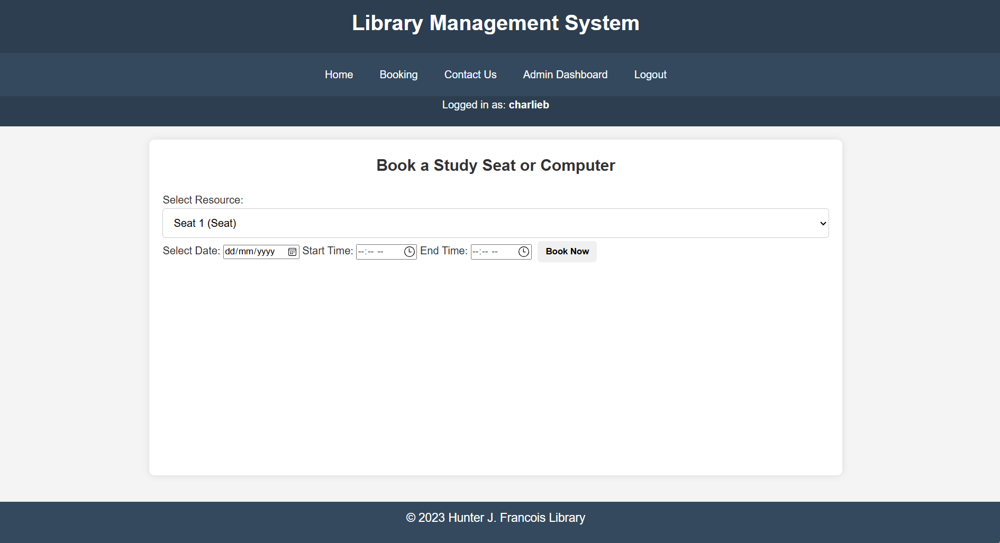 Library Management System
Home Booking Contact Us Admin Dashboard Logout
Logged in as: charlieb
Book a Study Seat or Computer
Select Resource:
Seat 1 (Seat)
Select Date: dd/mm/yyyy Start Time: --:-- -- End Time: --:-- -- Book Now
© 2023 Hunter J. Francois Library